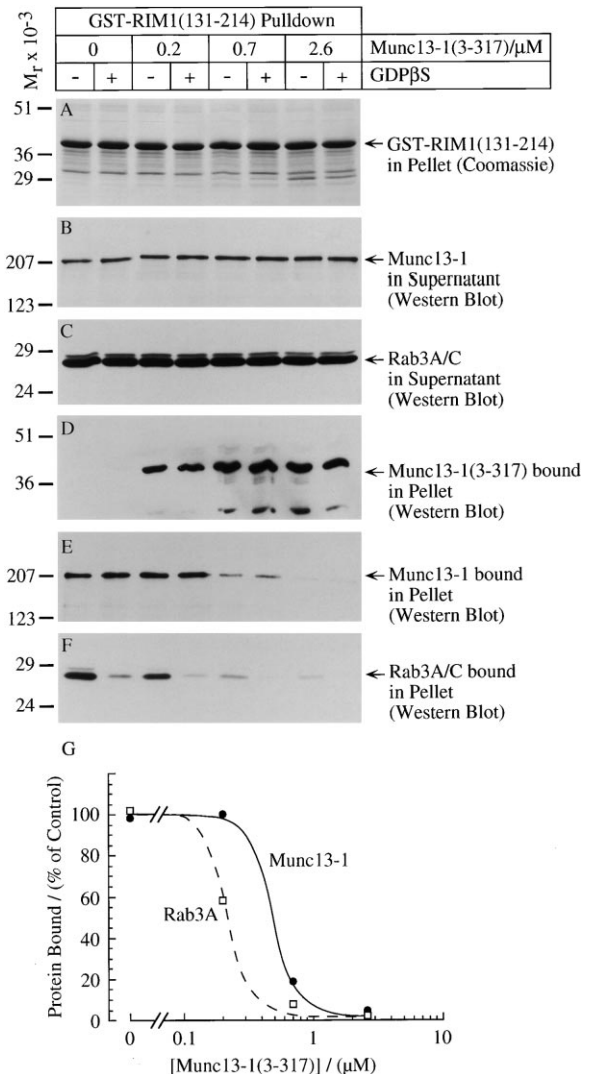 GST-RIM1(131-214) Pulldown
0 0.2 0.7 2.6 Munc13-1(3-317)/μM
- + - + - + - + GDPβS
Mr x 10-3
A
51
36
29
GST-RIM1(131-214)
in Pellet (Coomassie)
B
207
123
Munc13-1
in Supernatant
(Western Blot)
C
29
24
Rab3A/C
in Supernatant
(Western Blot)
D
51
36
Munc13-1(3-317) bound
in Pellet
(Western Blot)
E
207
123
Munc13-1 bound
in Pellet
(Western Blot)
F
29
24
Rab3A/C bound
in Pellet
(Western Blot)
G
Protein Bound / (% of Control)
100
80
60
40
20
0
Munc13-1
Rab3A
0 0.1 1 10
[Munc13-1(3-317)] / (μM)